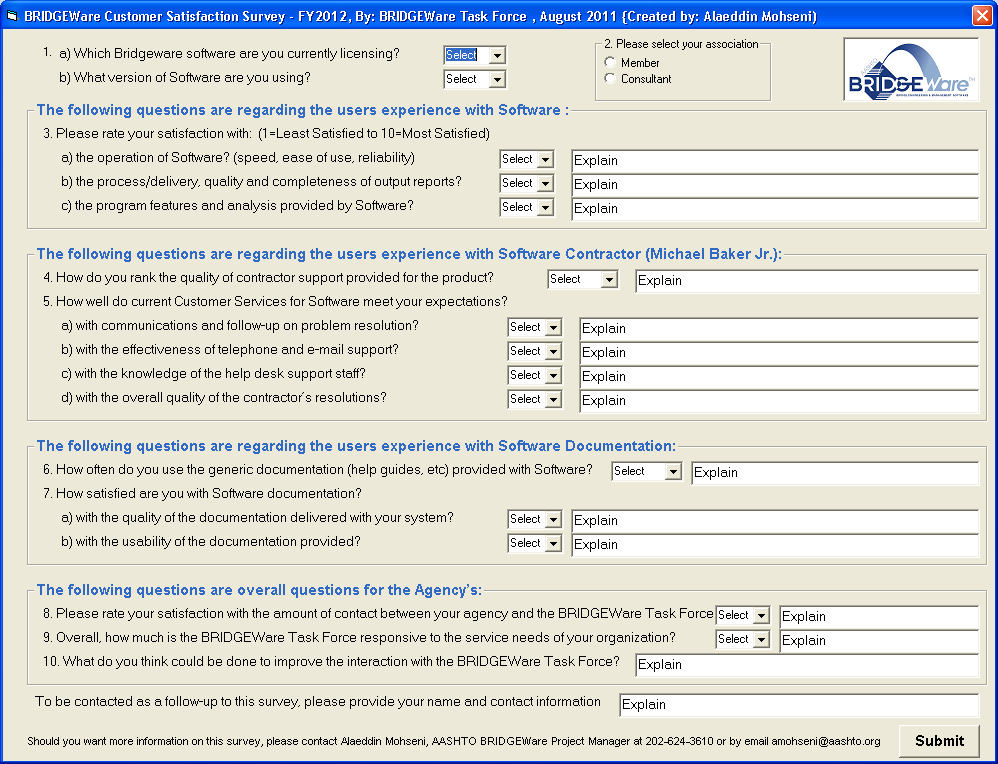 BRIDGEWare Customer Satisfaction Survey - FY2012, By: BRIDGEWare Task Force , August 2011 {Created by: Alaeddin Mohseni)
1. a) Which Bridgeware software are you currently licensing? Select
b) What version of Software are you using? Select
2. Please select your association
Member
Consultant
BRIDGEWare™
The following questions are regarding the users experience with Software :
3. Please rate your satisfaction with: (1=Least Satisfied to 10=Most Satisfied)
a) the operation of Software? (speed, ease of use, reliability) Select Explain
b) the process/delivery, quality and completeness of output reports? Select Explain
c) the program features and analysis provided by Software? Select Explain
The following questions are regarding the users experience with Software Contractor (Michael Baker Jr.):
4. How do you rank the quality of contractor support provided for the product? Select Explain
5. How well do current Customer Services for Software meet your expectations?
a) with communications and follow-up on problem resolution? Select Explain
b) with the effectiveness of telephone and e-mail support? Select Explain
c) with the knowledge of the help desk support staff? Select Explain
d) with the overall quality of the contractor's resolutions? Select Explain
The following questions are regarding the users experience with Software Documentation:
6. How often do you use the generic documentation (help guides, etc) provided with Software? Select Explain
7. How satisfied are you with Software documentation?
a) with the quality of the documentation delivered with your system? Select Explain
b) with the usability of the documentation provided? Select Explain
The following questions are overall questions for the Agency's:
8. Please rate your satisfaction with the amount of contact between your agency and the BRIDGEWare Task Force Select Explain
9. Overall, how much is the BRIDGEWare Task Force responsive to the service needs of your organization? Select Explain
10. What do you think could be done to improve the interaction with the BRIDGEWare Task Force? Explain
To be contacted as a follow-up to this survey, please provide your name and contact information Explain
Should you want more information on this survey, please contact Alaeddin Mohseni, AASHTO BRIDGEWare Project Manager at 202-624-3610 or by email amohseni@aashto.org Submit